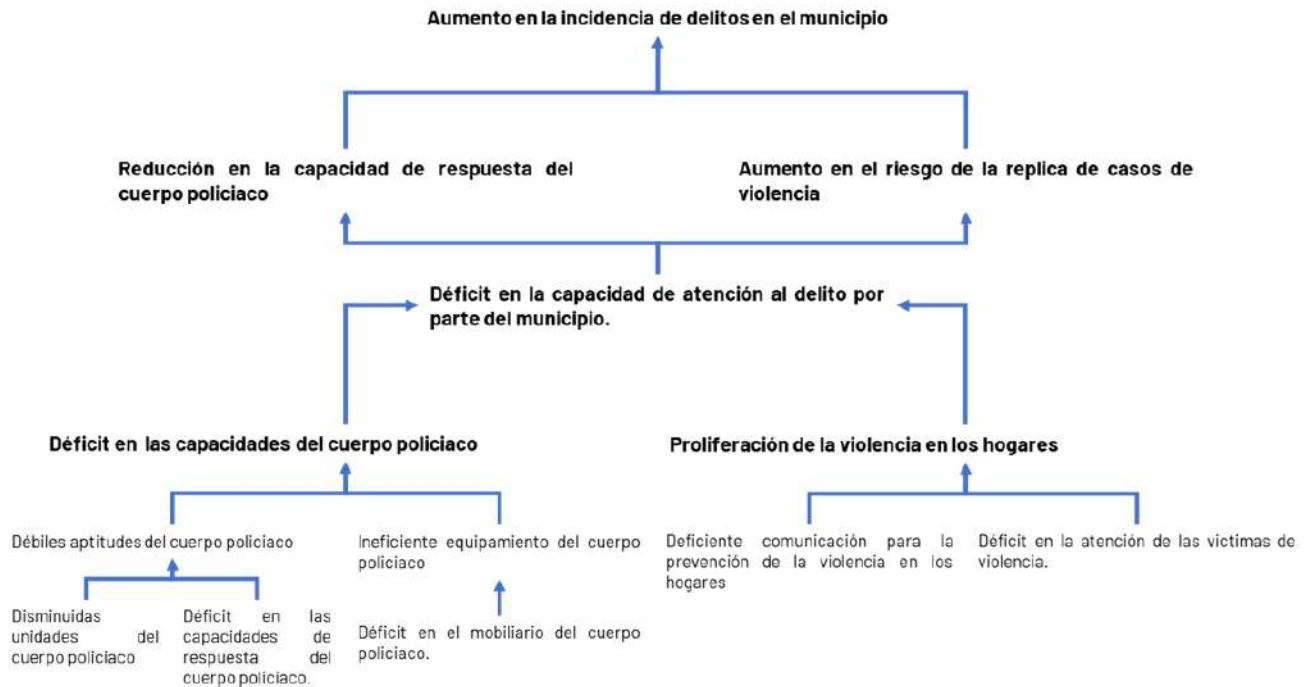 Aumento en la incidencia de delitos en el municipio
Reducción en la capacidad de respuesta del
cuerpo policiaco
Aumento en el riesgo de la replica de casos de
violencia
Déficit en la capacidad de atención al delito por
parte del municipio.
Déficit en las capacidades del cuerpo policiaco
Proliferación de la violencia en los hogares
Débiles aptitudes del cuerpo policiaco
Ineficiente equipamiento del cuerpo
policiaco
Deficiente comunicación para la
prevención de la violencia en los
hogares
Déficit en la atención de las victimas de
violencia.
Disminuidas
unidades del
cuerpo policiaco
Déficit en las
capacidades de
respuesta del
cuerpo policiaco.
Déficit en el mobiliario del cuerpo
policiaco.